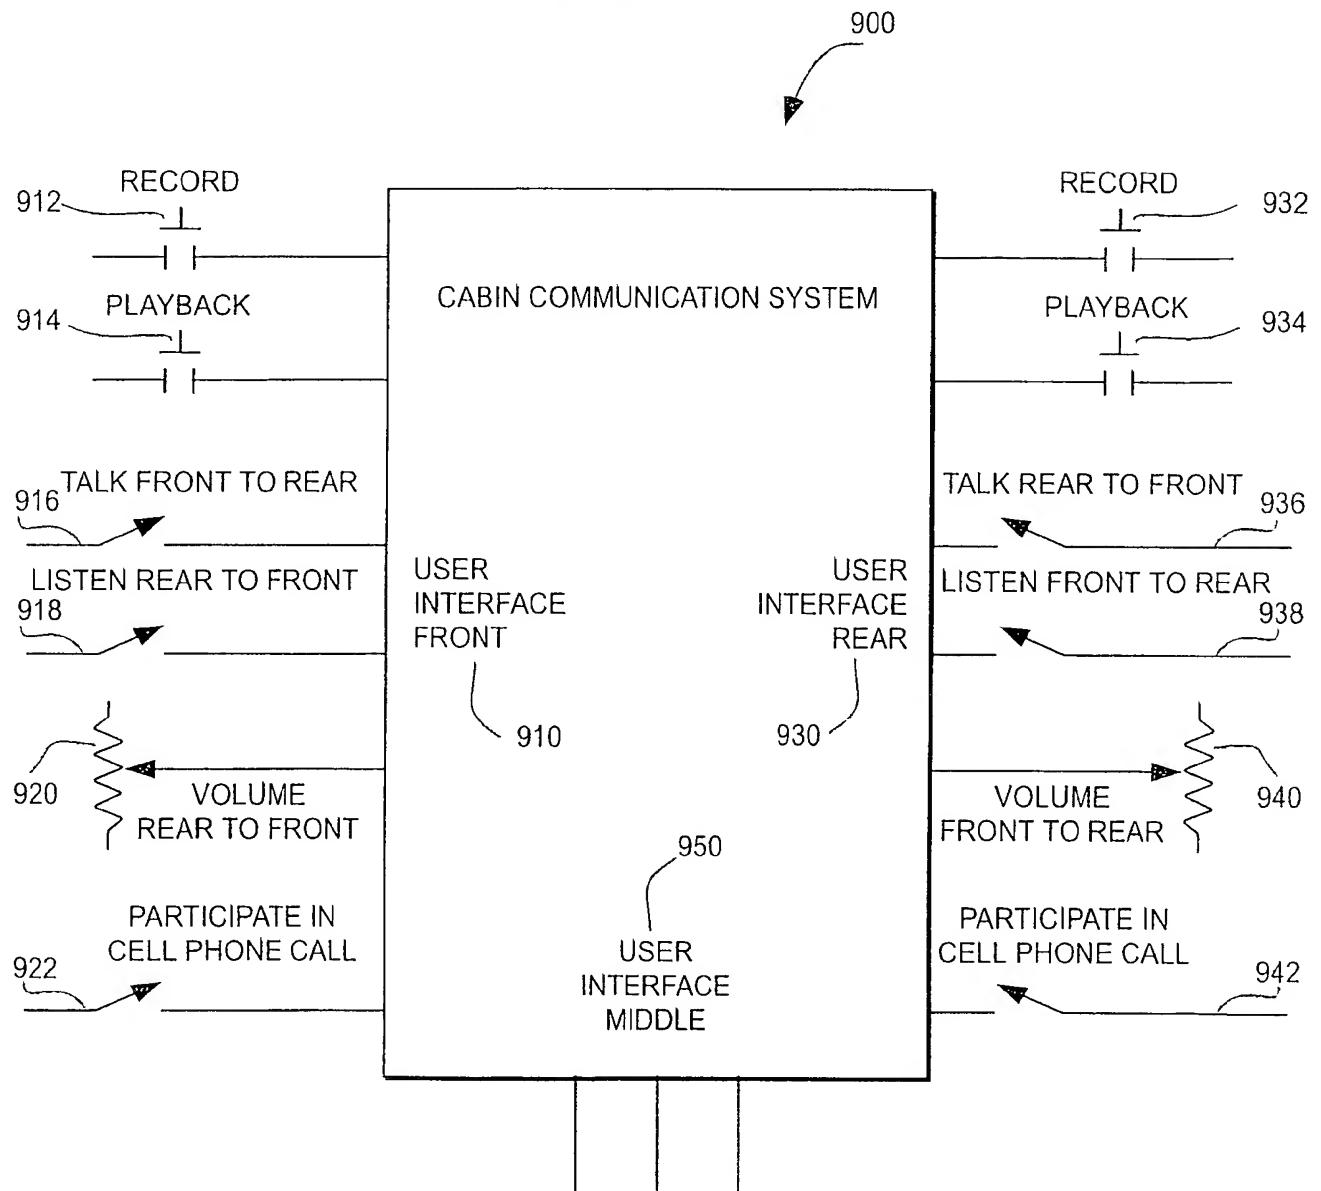 900
RECORD
912
PLAYBACK
914
TALK FRONT TO REAR
916
LISTEN REAR TO FRONT
918
920
VOLUME
REAR TO FRONT
PARTICIPATE IN
CELL PHONE CALL
922
CABIN COMMUNICATION SYSTEM
USER
INTERFACE
FRONT
910
USER
INTERFACE
REAR
930
950
USER
INTERFACE
MIDDLE
RECORD
932
PLAYBACK
934
TALK REAR TO FRONT
936
LISTEN FRONT TO REAR
938
940
VOLUME
FRONT TO REAR
PARTICIPATE IN
CELL PHONE CALL
942